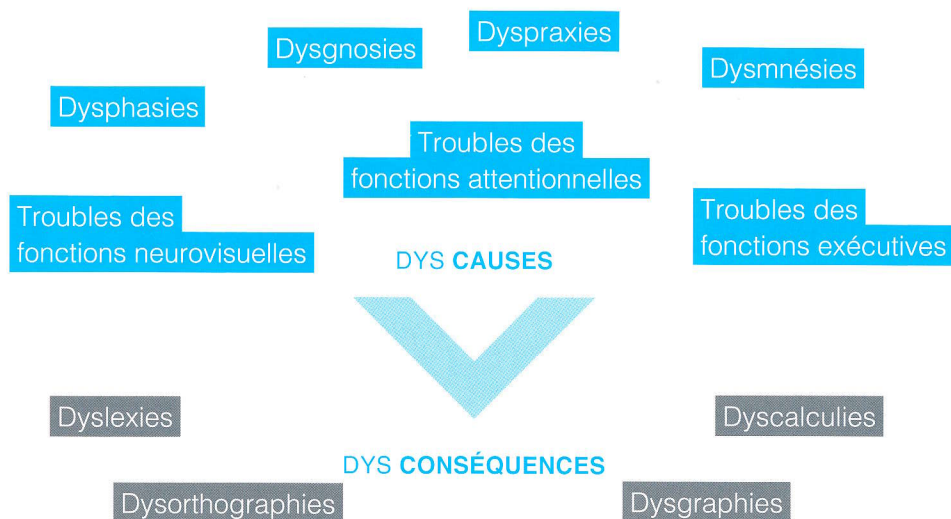 Dyspraxies
Dysgnosies
Dysmnésies
Dysphasies
Troubles des
fonctions attentionnelles
Troubles des
fonctions neurovisuelles
Troubles des
fonctions exécutives
DYS CAUSES
Dyslexies
Dyscalculies
DYS CONSÉQUENCES
Dysorthographies
Dysgraphies